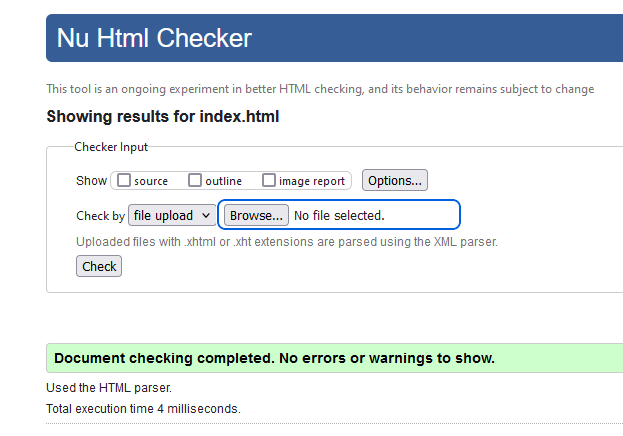 Nu Html Checker
This tool is an ongoing experiment in better HTML checking, and its behavior remains subject to change
Showing results for index.html
Checker Input
Show source outline image report Options...
Check by file upload Browse... No file selected.
Uploaded files with .xhtml or .xht extensions are parsed using the XML parser.
Check
Document checking completed. No errors or warnings to show.
Used the HTML parser.
Total execution time 4 milliseconds.